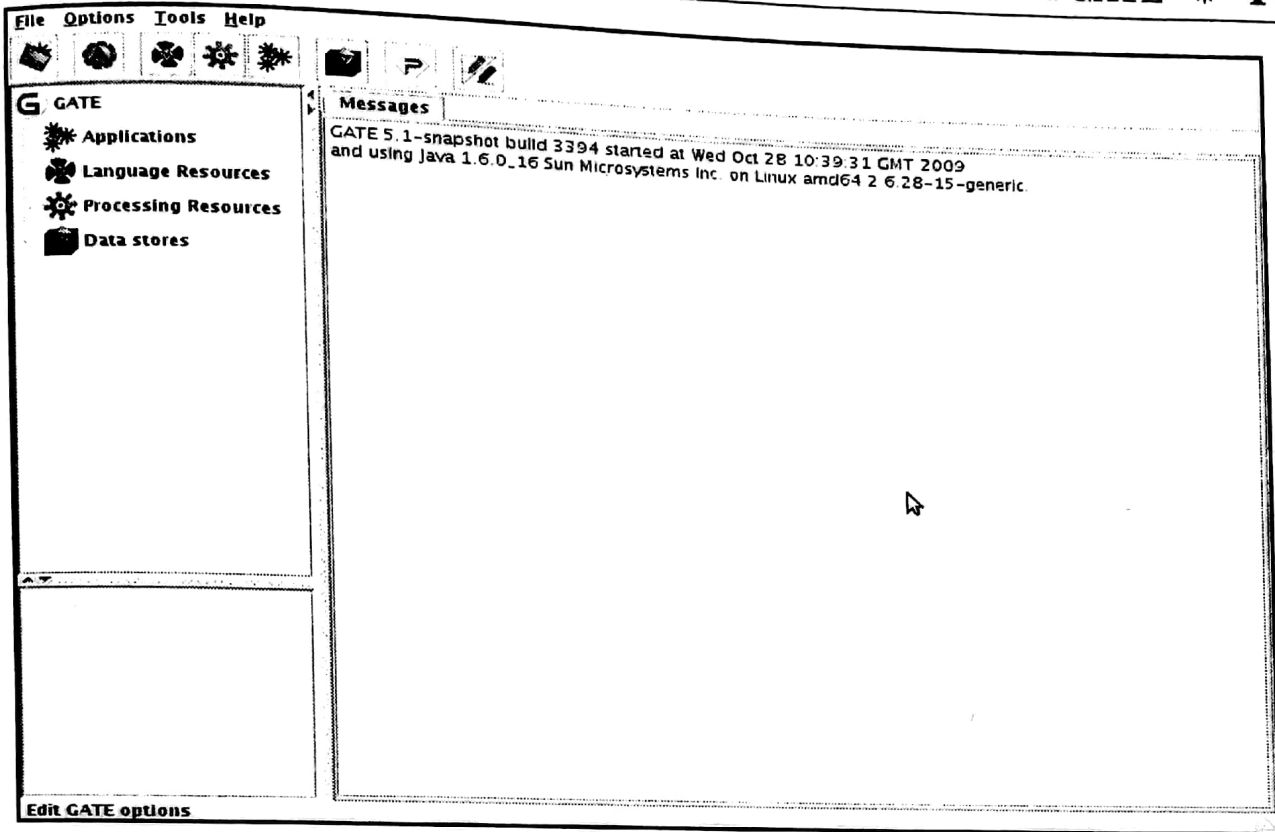 File Options Tools Help
GATE
Applications
Language Resources
Processing Resources
Data stores
Messages
GATE 5.1-snapshot build 3394 started at Wed Oct 28 10:39:31 GMT 2009
and using Java 1.6.0_16 Sun Microsystems Inc. on Linux amd64 2.6.28-15-generic.
Edit GATE options